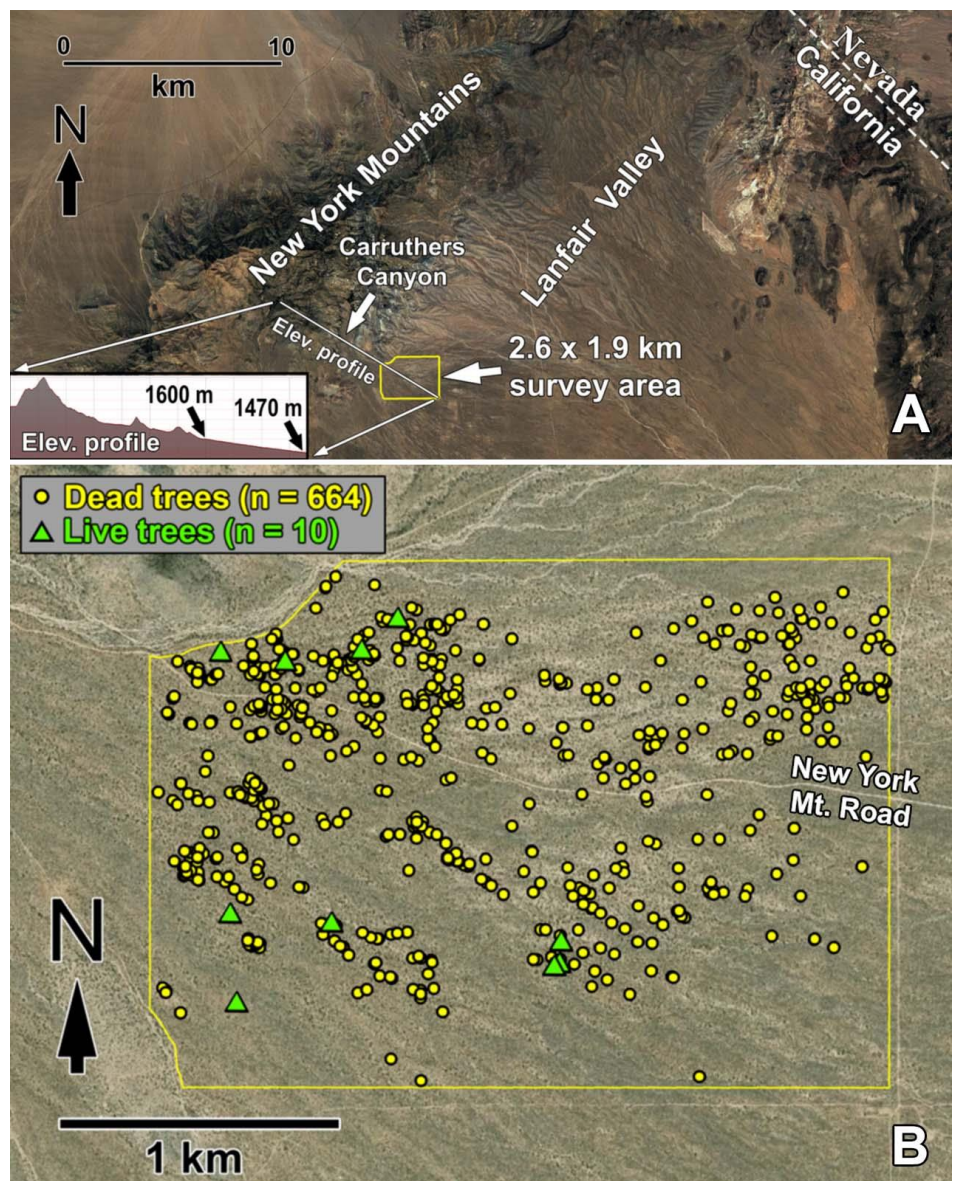 0 10
km
N
Nevada
California
New York Mountains
Lanfair Valley
Carruthers
Canyon
Elev. profile
2.6 x 1.9 km
survey area
1600 m
1470 m
Elev. profile
A
Dead trees (n = 664)
Live trees (n = 10)
New York
Mt. Road
N
1 km
B